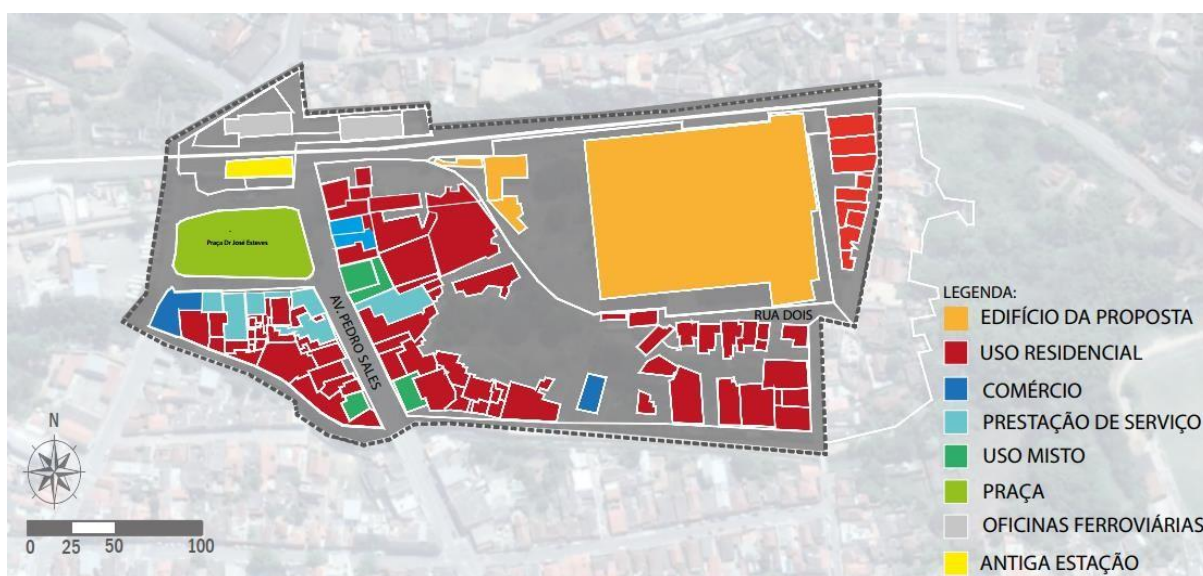 Praça Dr José Esteves
AV. PEDRO SALES
RUA DOIS
LEGENDA:
EDIFÍCIO DA PROPOSTA
USO RESIDENCIAL
COMÉRCIO
PRESTAÇÃO DE SERVIÇO
USO MISTO
PRAÇA
OFICINAS FERROVIÁRIAS
ANTIGA ESTAÇÃO
N
0 25 50 100